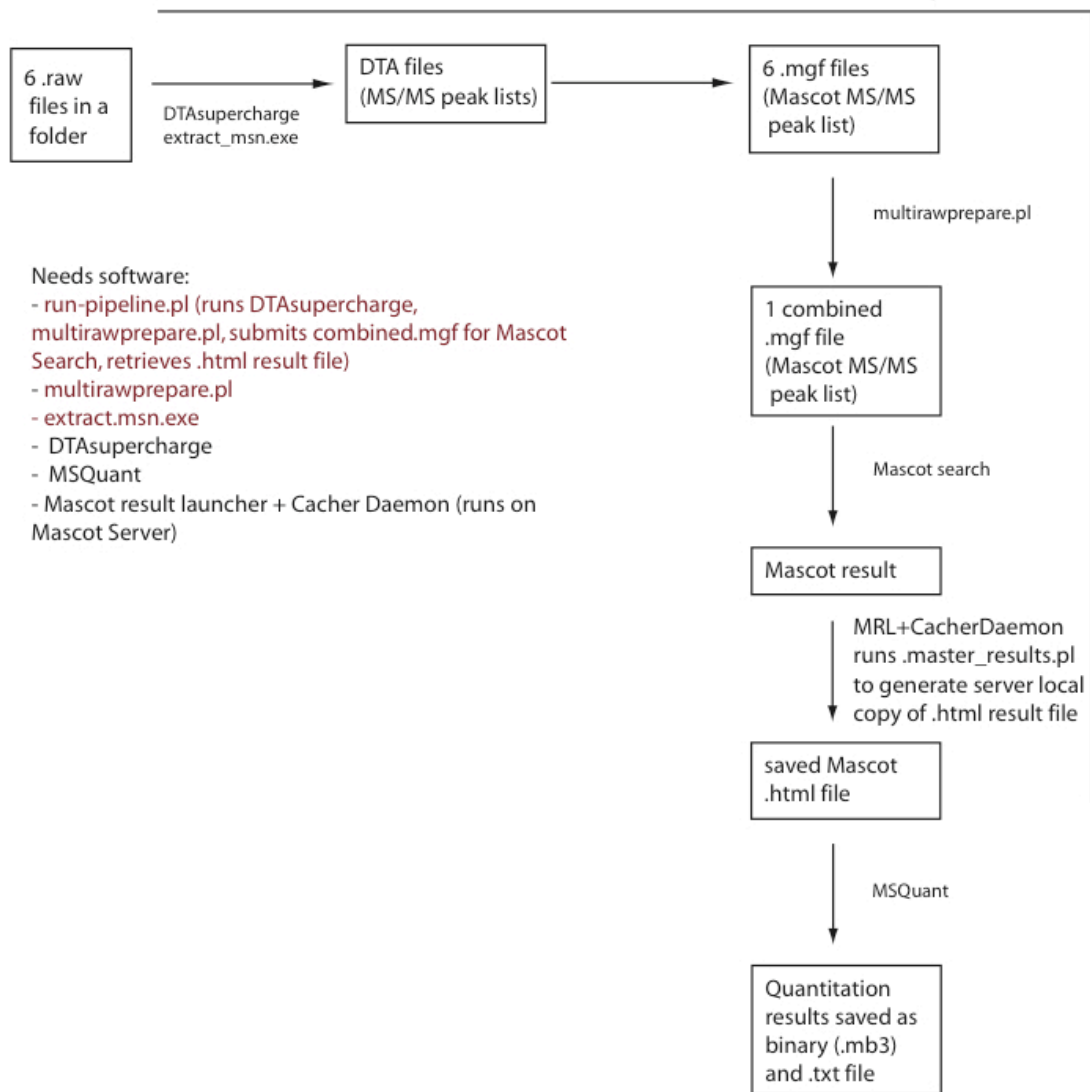 6 .raw
files in a
folder
DTAsupercharge
extract_msn.exe
DTA files
(MS/MS peak lists)
6 .mgf files
(Mascot MS/MS
peak list)
multirawprepare.pl
Needs software:
- run-pipeline.pl (runs DTAsupercharge,
multirawprepare.pl, submits combined.mgf for Mascot
Search, retrieves .html result file)
- multirawprepare.pl
- extract.msn.exe
- DTAsupercharge
- MSQuant
- Mascot result launcher + Cacher Daemon (runs on
Mascot Server)
1 combined
.mgf file
(Mascot MS/MS
peak list)
Mascot search
Mascot result
MRL+CacherDaemon
runs .master_results.pl
to generate server local
copy of .html result file
saved Mascot
.html file
MSQuant
Quantitation
results saved as
binary (.mb3)
and .txt file